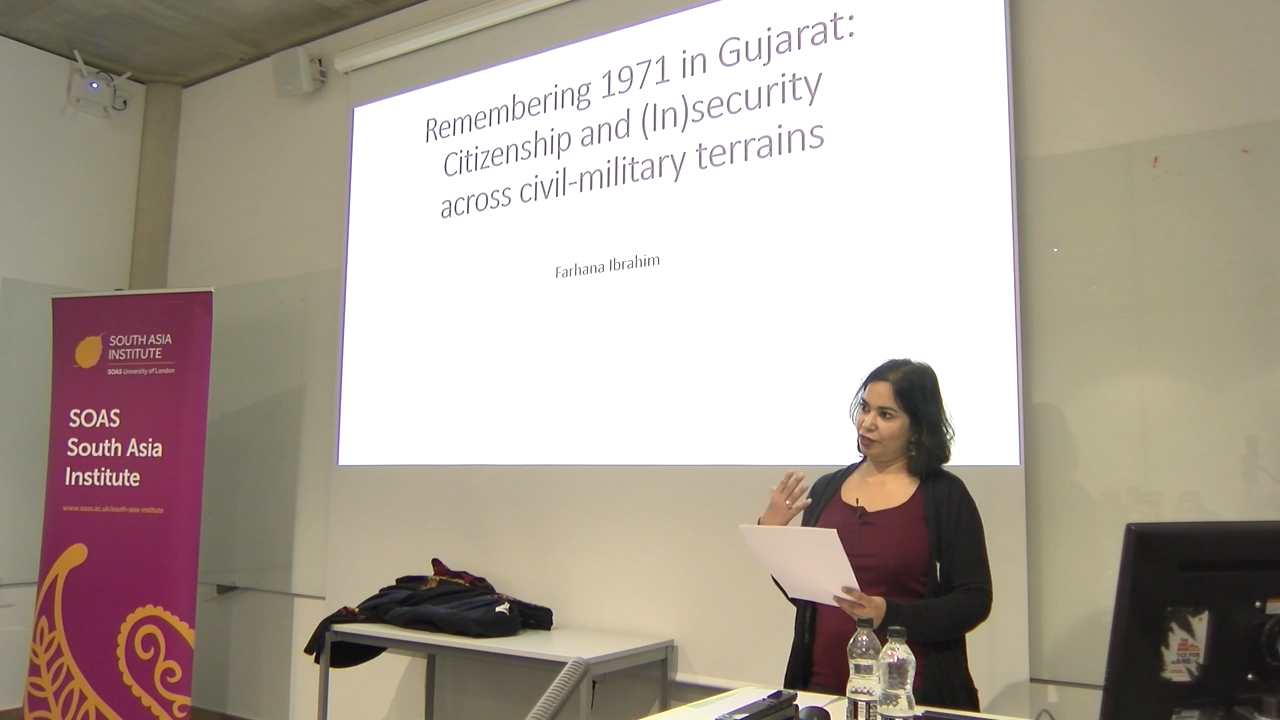 Remembering 1971 in Gujarat:
Citizenship and (In)security
across civil-military terrains
Farhana Ibrahim
SOUTH ASIA
INSTITUTE
SOAS University of London
SOAS
South Asia
Institute
www.soas.ac.uk/south-asia-institute